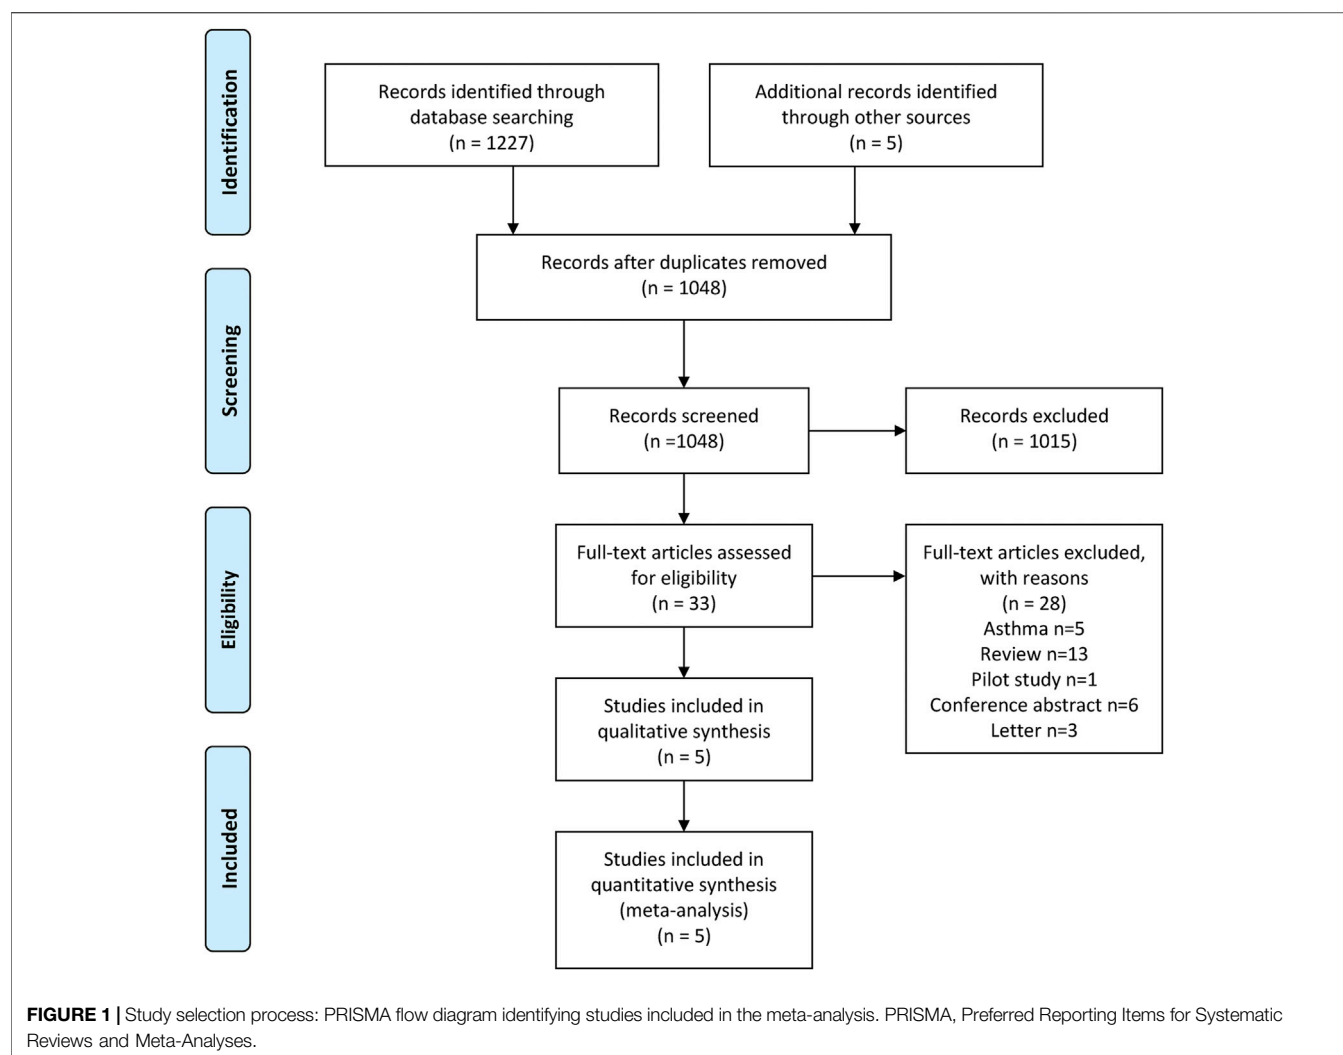 Identification
Records identified through
database searching
(n = 1227)
Additional records identified
through other sources
(n = 5)
Records after duplicates removed
(n = 1048)
Screening
Records screened
(n =1048)
Records excluded
(n = 1015)
Eligibility
Full-text articles assessed
for eligibility
(n = 33)
Full-text articles excluded,
with reasons
(n = 28)
Asthma n=5
Review n=13
Pilot study n=1
Conference abstract n=6
Letter n=3
Studies included in
qualitative synthesis
(n = 5)
Included
Studies included in
quantitative synthesis
(meta-analysis)
(n = 5)
FIGURE 1 | Study selection process: PRISMA flow diagram identifying studies included in the meta-analysis. PRISMA, Preferred Reporting Items for Systematic
Reviews and Meta-Analyses.